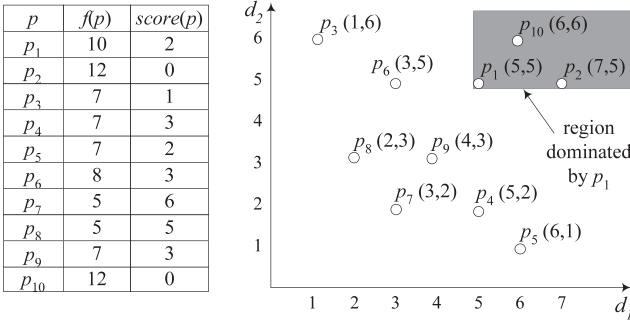 p f(p) score(p)
p1 10 2
p2 12 0
p3 7 1
p4 7 3
p5 7 2
p6 8 3
p7 5 6
p8 5 5
p9 7 3
p10 12 0
d2
6
5
4
3
2
1
p3 (1,6)
p10 (6,6)
p6 (3,5)
p1 (5,5)
p2 (7,5)
region
dominated
by p1
p8 (2,3)
p9 (4,3)
p7 (3,2)
p4 (5,2)
p5 (6,1)
1 2 3 4 5 6 7
d1